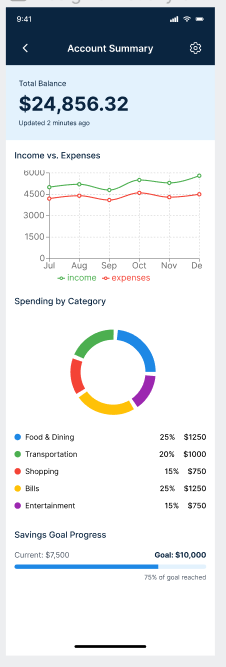 9:41
Account Summary
Total Balance
$24,856.32
Updated 2 minutes ago
Income vs. Expenses
6000
4500
3000
1500
0
Jul Aug Sep Oct Nov De
income expenses
Spending by Category
Food & Dining 25% $1250
Transportation 20% $1000
Shopping 15% $750
Bills 25% $1250
Entertainment 15% $750
Savings Goal Progress
Current: $7,500 Goal: $10,000
75% of goal reached